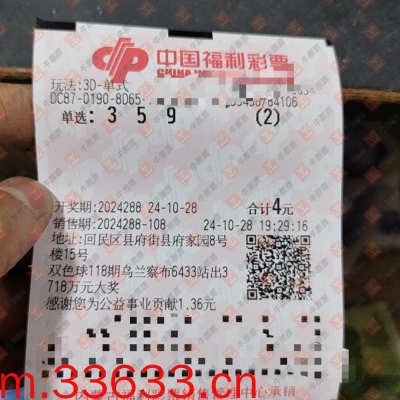 中国福利彩票
CHINA
玩法:3D-单式
DC87-0190-8D65
单选: 3 5 9 (2)
开奖期:2024288 24-10-28 合计4元
销售期:2024288-108 24-10-28 19:29:16
地址:回民区县府街县府家园8号
楼15号
双色球118期乌兰察布6433站出3
718万元大奖
感谢您为公益事业贡献1.36元
m.33633.cn